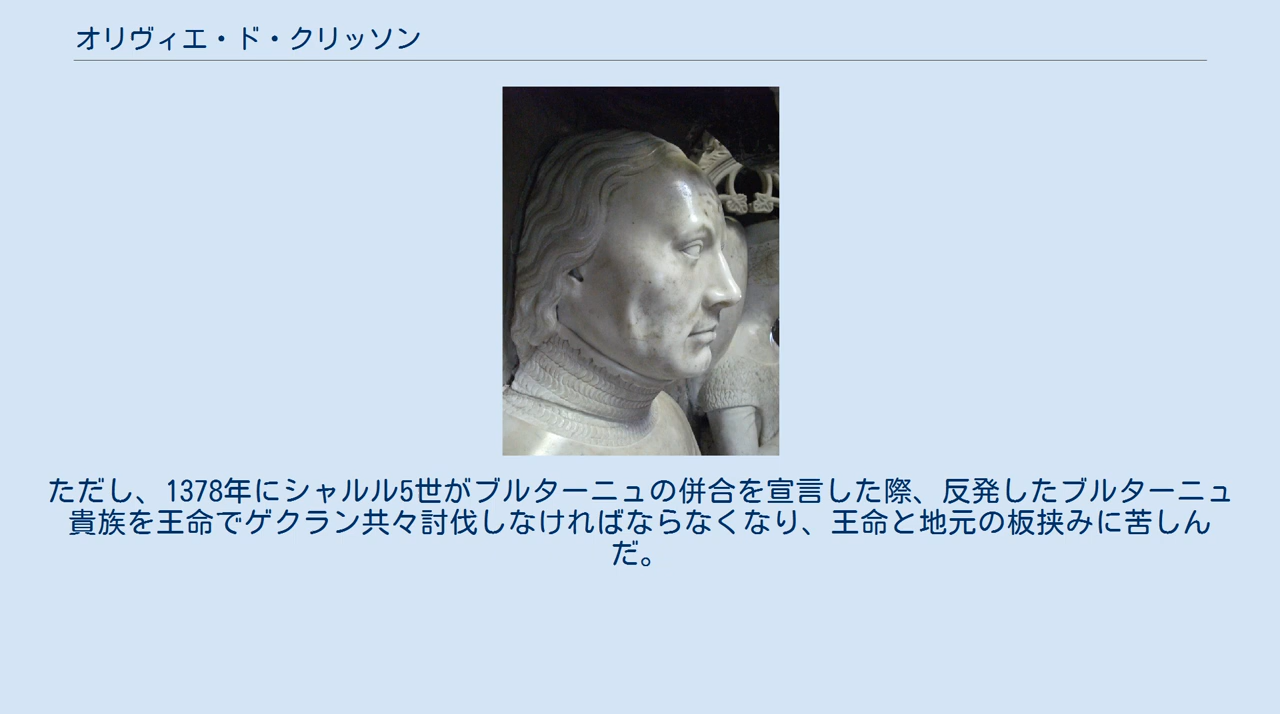 オリヴィエ・ド・クリッソン
ただし、1378年にシャルル5世がブルターニュの併合を宣言した際、反発したブルターニュ
貴族を王命でゲクラン共々討伐しなければならなくなり、王命と地元の板挟みに苦しん
だ。